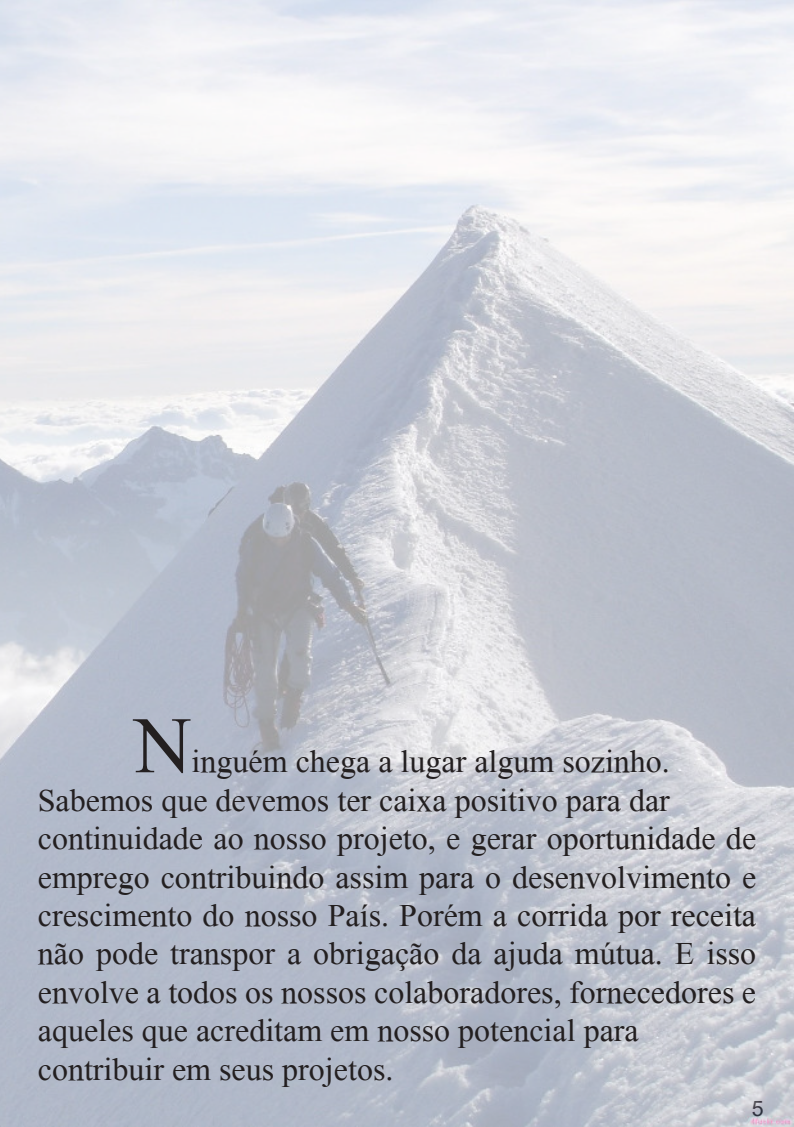 Ninguém chega a lugar algum sozinho.
Sabemos que devemos ter caixa positivo para dar
continuidade ao nosso projeto, e gerar oportunidade de
emprego contribuindo assim para o desenvolvimento e
crescimento do nosso País. Porém a corrida por receita
não pode transpor a obrigação da ajuda mútua. E isso
envolve a todos os nossos colaboradores, fornecedores e
aqueles que acreditam em nosso potencial para
contribuir em seus projetos.
5